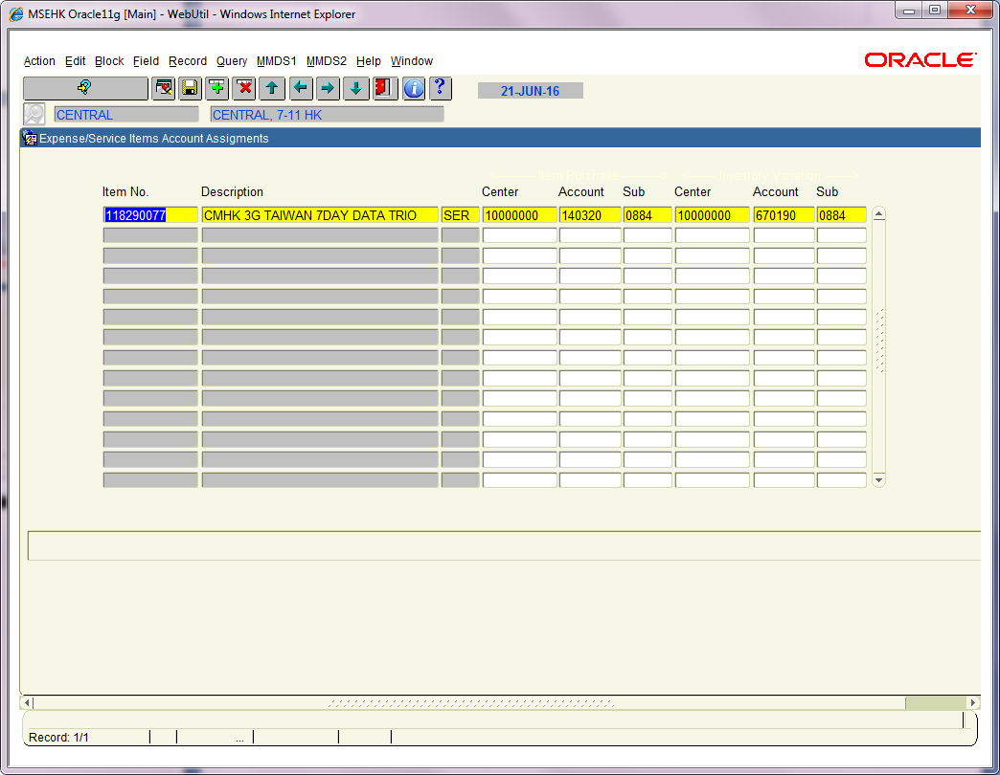 MSEHK Oracle11g [Main] - WebUtil - Windows Internet Explorer
Action Edit Block Field Record Query MMDS1 MMDS2 Help Window
ORACLE
21-JUN-16
CENTRAL CENTRAL, 7-11 HK
Expense/Service Items Account Assigments
Item No. Description Center Account Sub Center Account Sub
118290077 CMHK 3G TAIWAN 7DAY DATA TRIO SER 10000000 140320 0884 10000000 670190 0884
Record: 1/1 ...